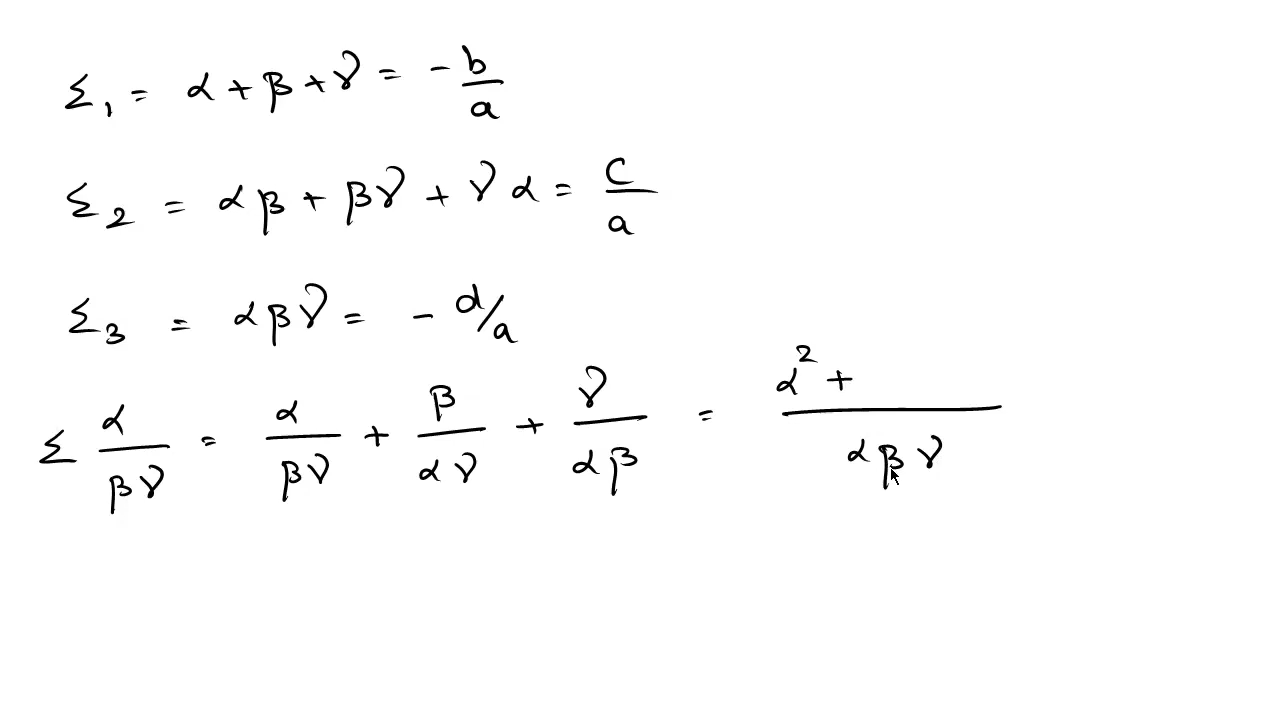 Σ₁ = α + β + γ = - b/a
Σ₂ = αβ + βγ + γα = c/a
Σ₃ = αβγ = - d/a
Σ α/βγ = α/βγ + β/αγ + γ/αβ = α² + /αβγ